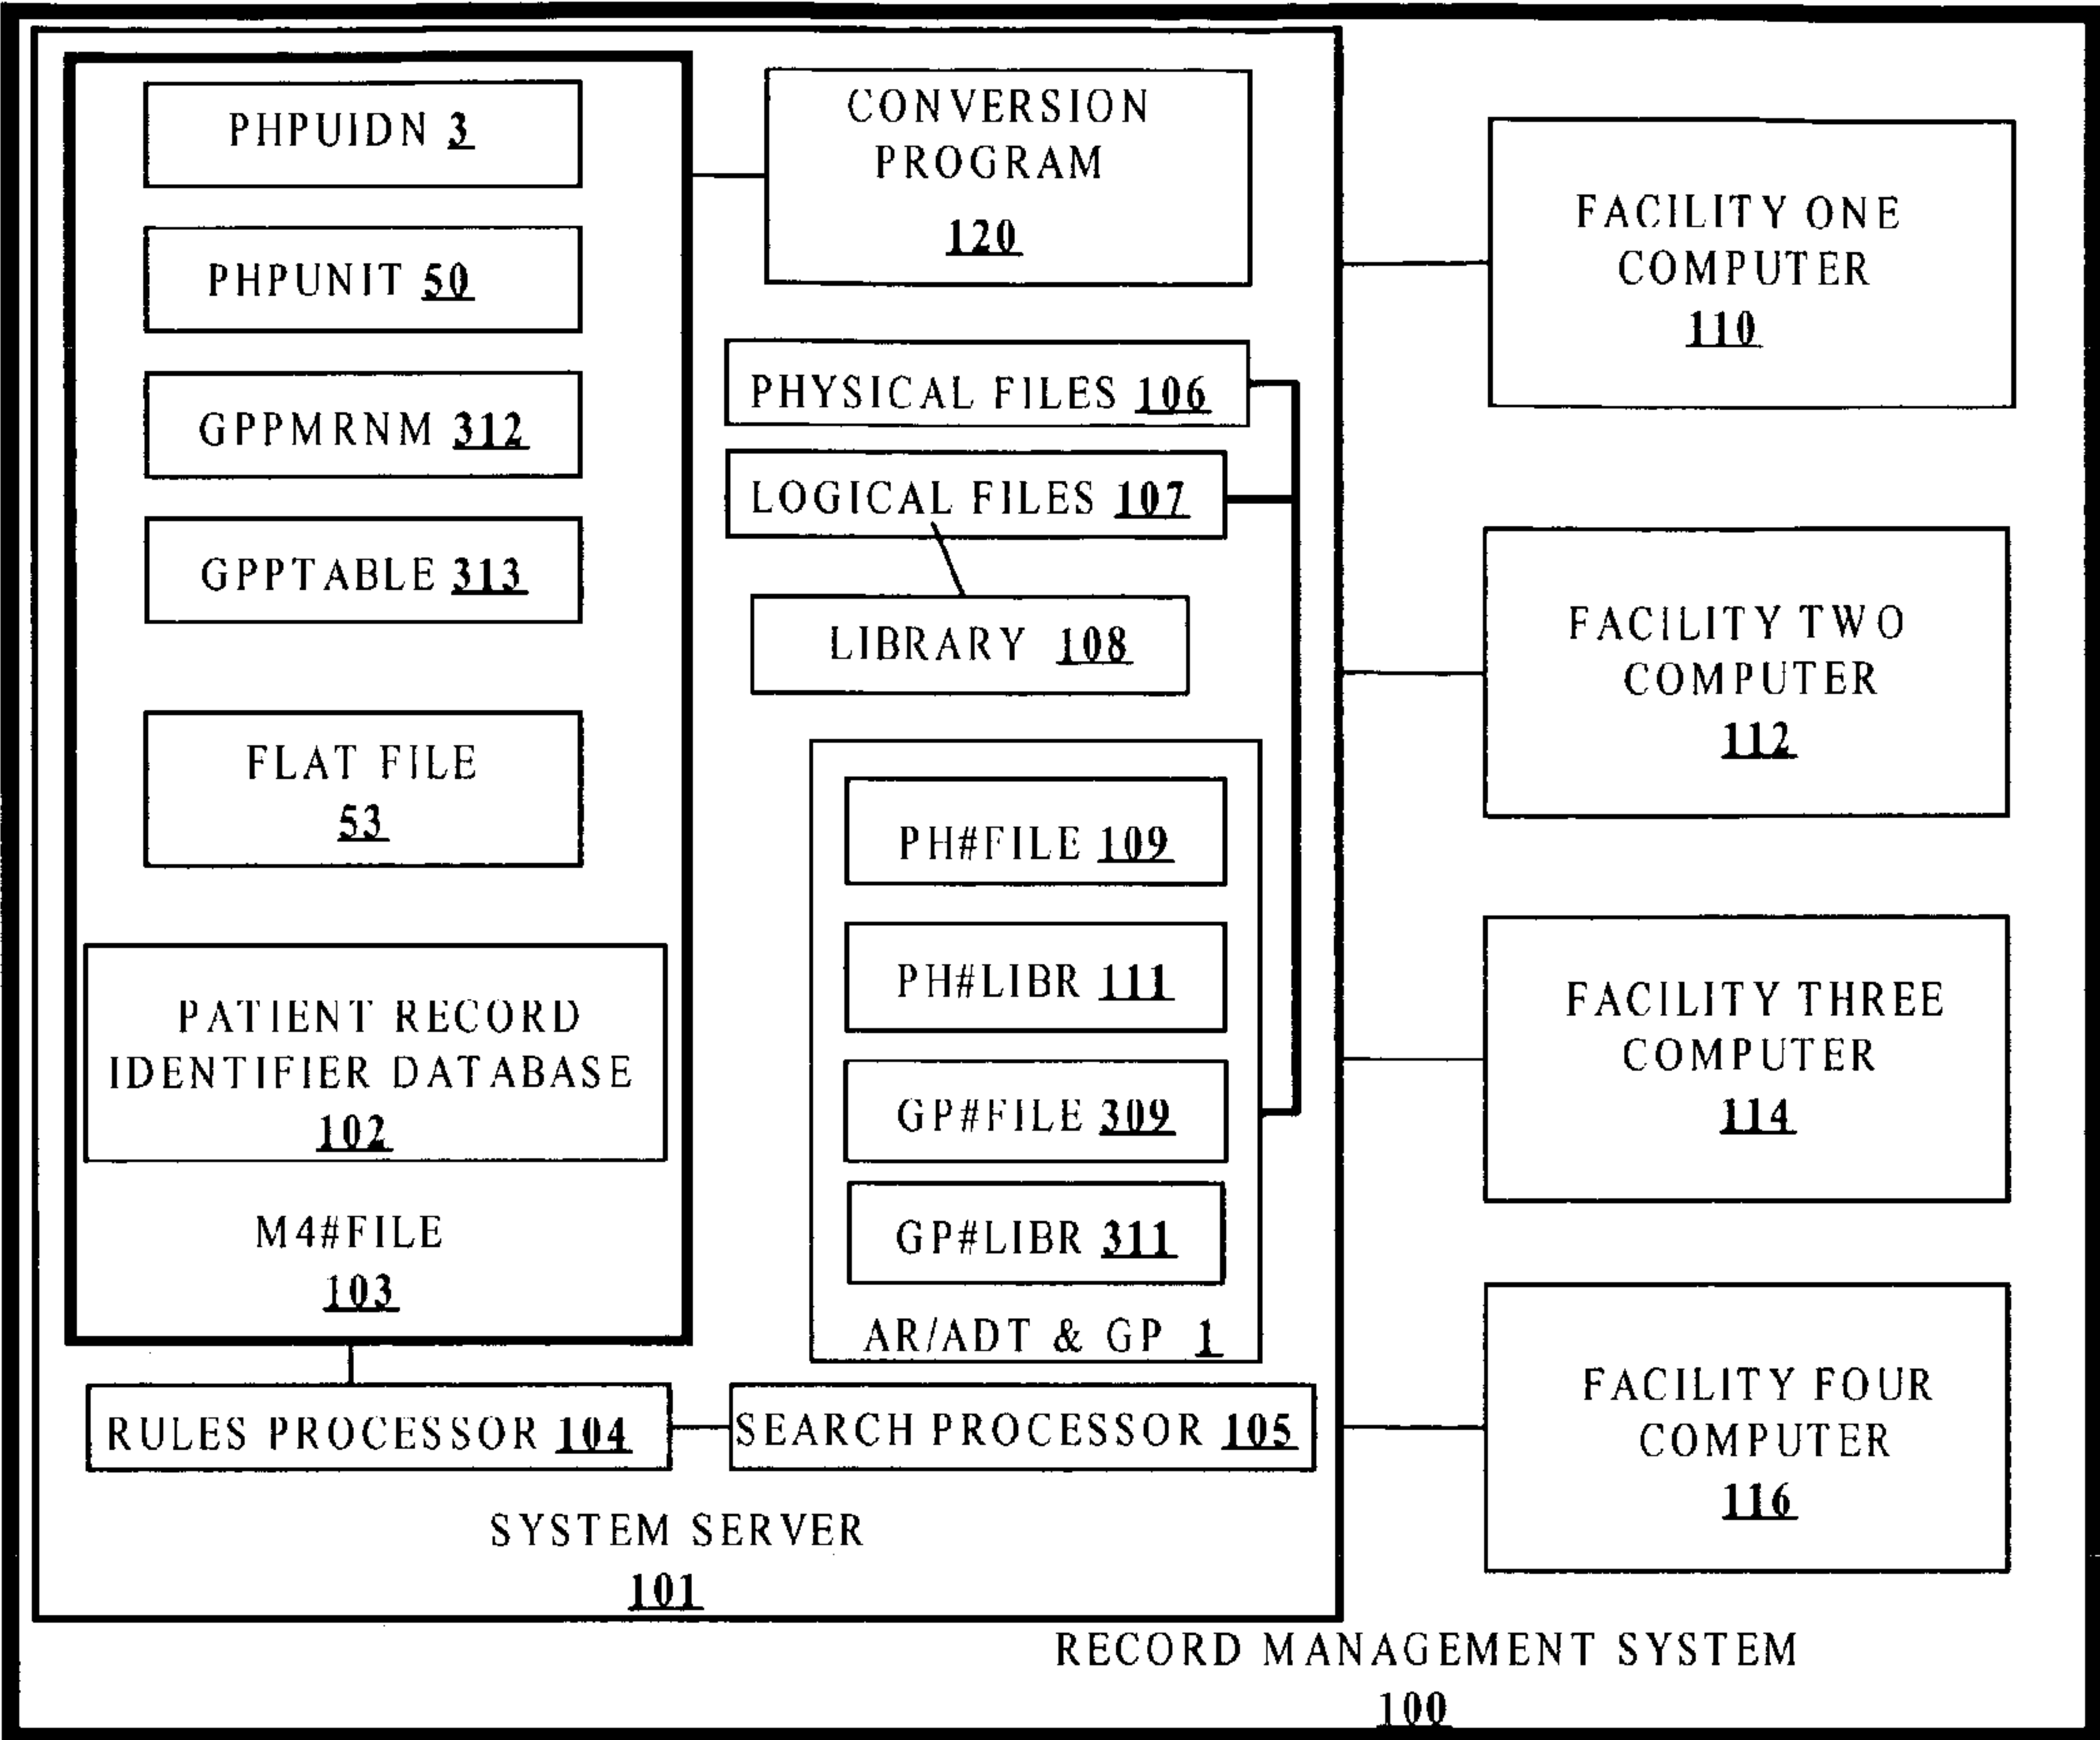 PHPUIDN 3
PHPUNIT 50
GPPMRNM 312
GPPTABLE 313
FLAT FILE
53
PATIENT RECORD
IDENTIFIER DATABASE
102
M4#FILE
103
RULES PROCESSOR 104
CONVERSION
PROGRAM
120
PHYSICAL FILES 106
LOGICAL FILES 107
LIBRARY 108
PH#FILE 109
PH#LIBR 111
GP#FILE 309
GP#LIBR 311
AR/ADT & GP 1
SEARCH PROCESSOR 105
SYSTEM SERVER
101
FACILITY ONE
COMPUTER
110
FACILITY TWO
COMPUTER
112
FACILITY THREE
COMPUTER
114
FACILITY FOUR
COMPUTER
116
RECORD MANAGEMENT SYSTEM
100